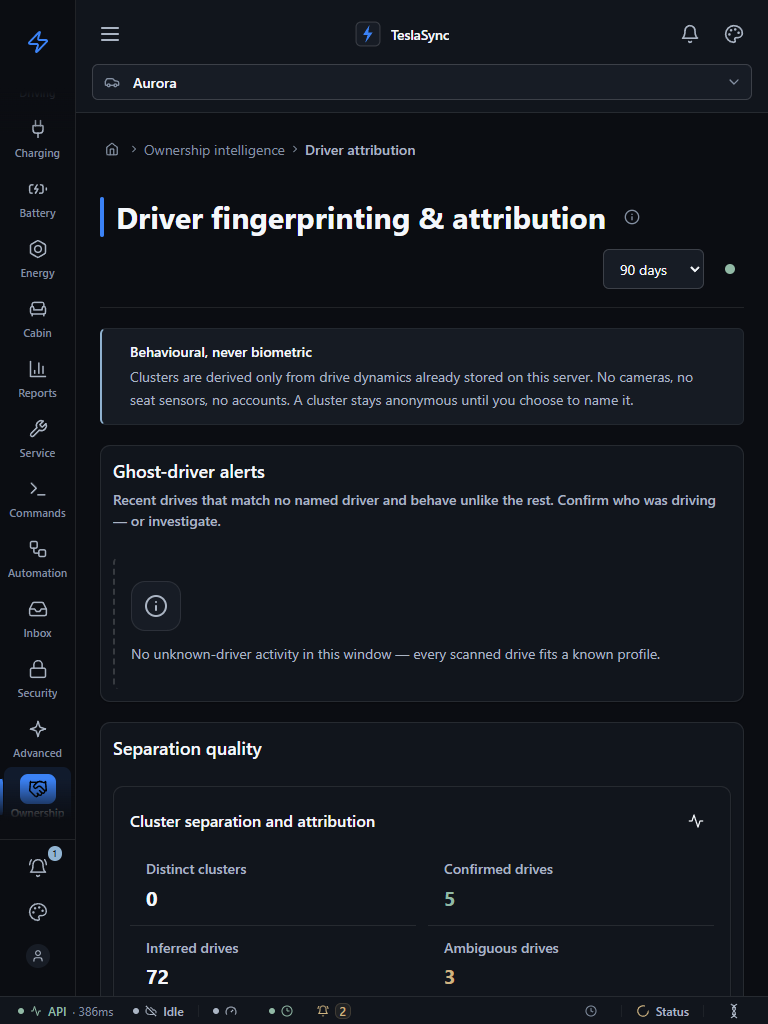 TeslaSync
Aurora
Driving
Charging
Battery
Energy
Cabin
Reports
Service
Commands
Automation
Inbox
Security
Advanced
Ownership
1
Ownership intelligence
Driver attribution
Driver fingerprinting & attribution
90 days
Behavioural, never biometric
Clusters are derived only from drive dynamics already stored on this server. No cameras, no
seat sensors, no accounts. A cluster stays anonymous until you choose to name it.
Ghost-driver alerts
Recent drives that match no named driver and behave unlike the rest. Confirm who was driving
— or investigate.
No unknown-driver activity in this window — every scanned drive fits a known profile.
Separation quality
Cluster separation and attribution
Distinct clusters
0
Confirmed drives
5
Inferred drives
72
Ambiguous drives
3
API · 386ms
Idle
2
Status